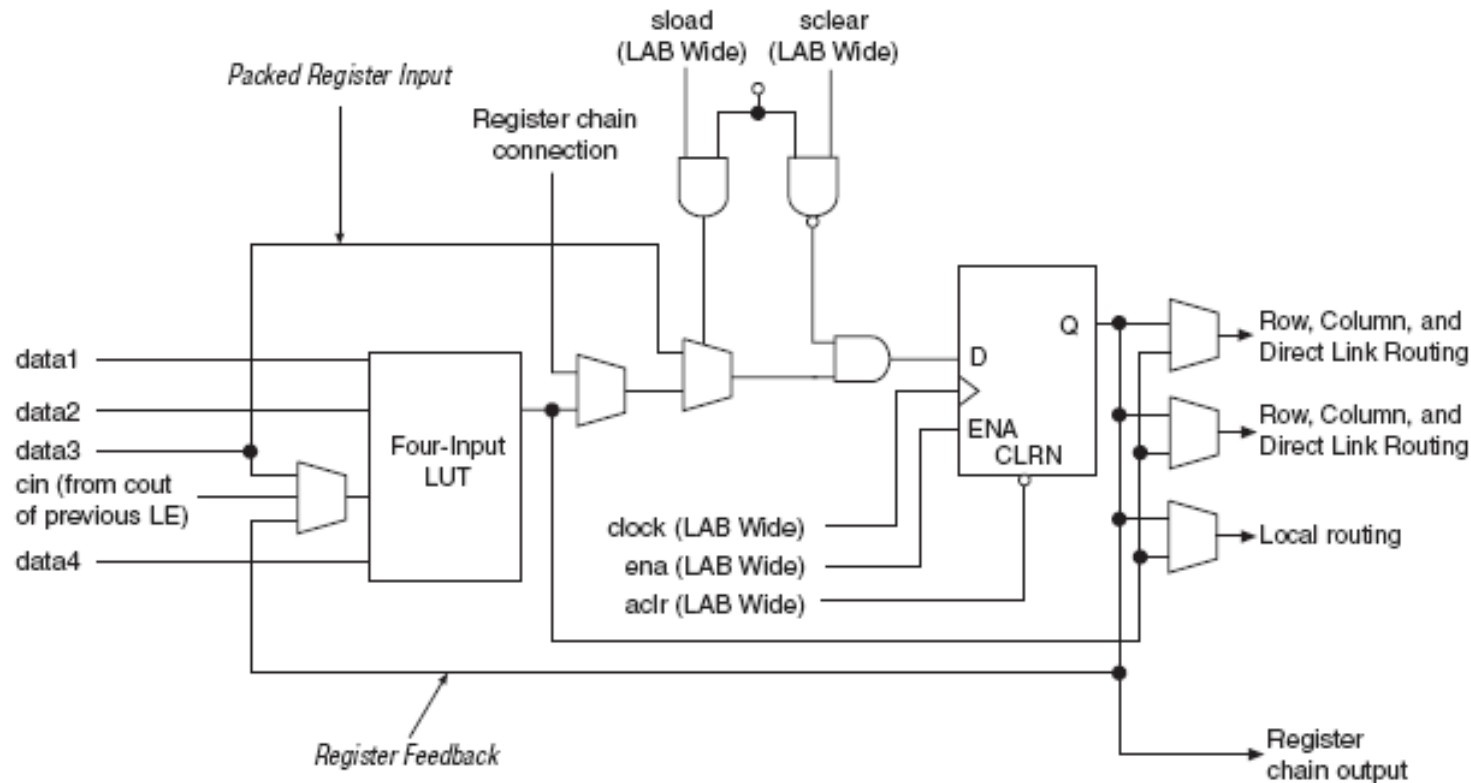 sload
(LAB Wide)
sclear
(LAB Wide)
Packed Register Input
Register chain
connection
data1
data2
data3
cin (from cout
of previous LE)
data4
Four-Input
LUT
D
Q
ENA
CLRN
clock (LAB Wide)
ena (LAB Wide)
aclr (LAB Wide)
Row, Column, and
Direct Link Routing
Row, Column, and
Direct Link Routing
Local routing
Register Feedback
Register
chain output